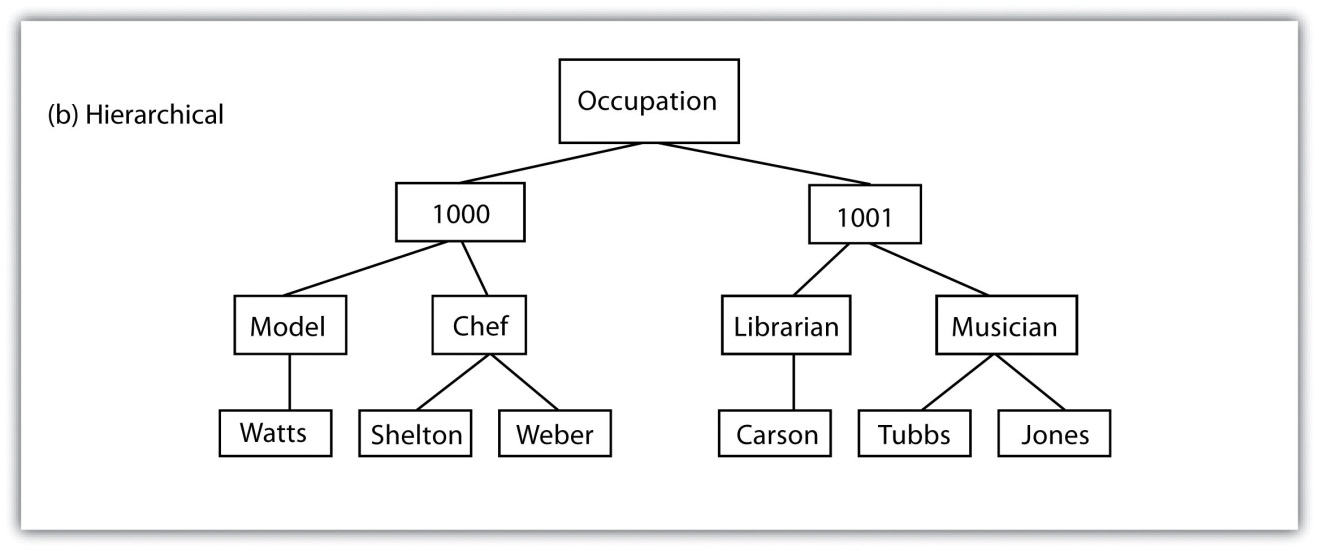 Occupation
(b) Hierarchical
1000
1001
Model
Chef
Librarian
Musician
Watts
Shelton
Weber
Carson
Tubbs
Jones